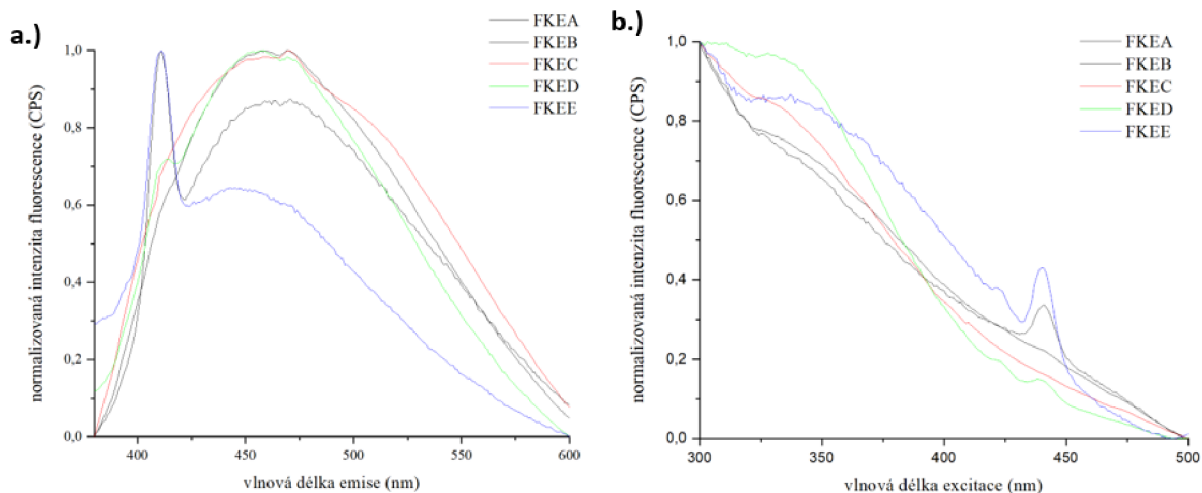 a.)
FKEA
FKEB
FKEC
FKED
FKEE
1,0
0,8
0,6
0,4
0,2
0,0
400
450
500
550
600
normalizovaná intenzita fluorescence (CPS)
vlnová délka emise (nm)
b.)
FKEA
FKEB
FKEC
FKED
FKEE
1,0
0,8
0,6
0,4
0,2
0,0
300
350
400
450
500
normalizovaná intenzita fluorescence (CPS)
vlnová délka excitace (nm)